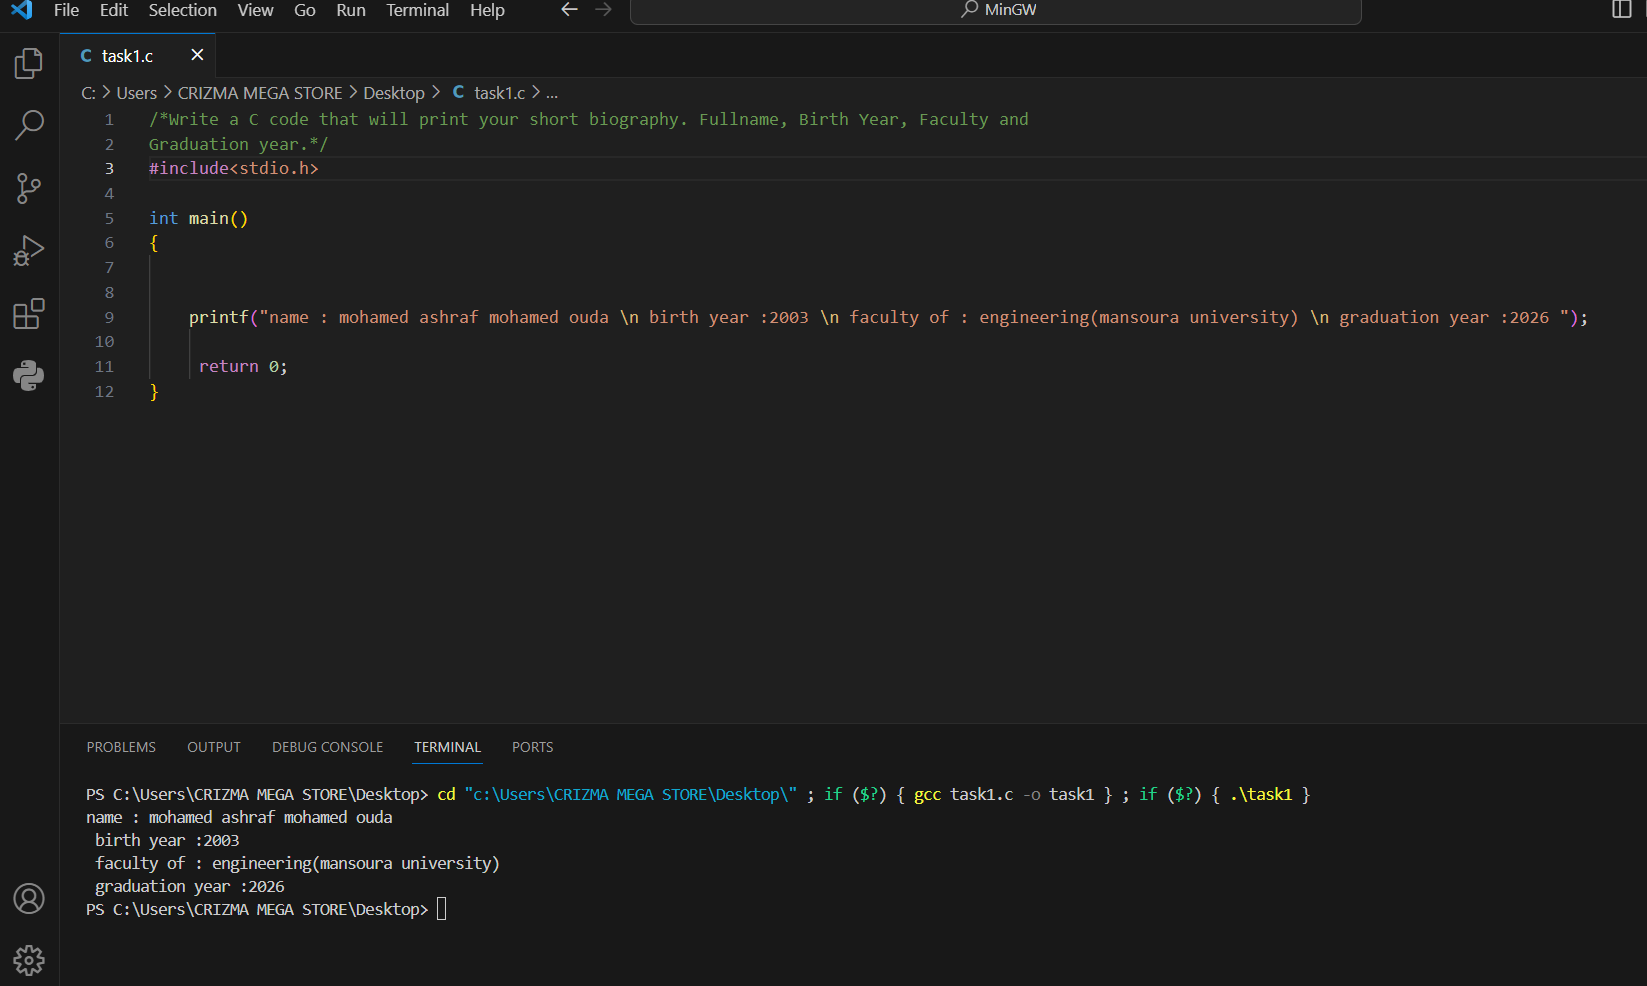 File Edit Selection View Go Run Terminal Help
MinGW
C task1.c
C: > Users > CRIZMA MEGA STORE > Desktop > C task1.c > ...
1 /*Write a C code that will print your short biography. Fullname, Birth Year, Faculty and
2 Graduation year.*/
3 #include<stdio.h>
4
5 int main()
6 {
7
8
9 printf("name : mohamed ashraf mohamed ouda \n birth year :2003 \n faculty of : engineering(mansoura university) \n graduation year :2026 ");
10
11 return 0;
12 }
PROBLEMS OUTPUT DEBUG CONSOLE TERMINAL PORTS
PS C:\Users\CRIZMA MEGA STORE\Desktop> cd "c:\Users\CRIZMA MEGA STORE\Desktop\" ; if ($?) { gcc task1.c -o task1 } ; if ($?) { .\task1 }
name : mohamed ashraf mohamed ouda
 birth year :2003
 faculty of : engineering(mansoura university)
 graduation year :2026
PS C:\Users\CRIZMA MEGA STORE\Desktop>